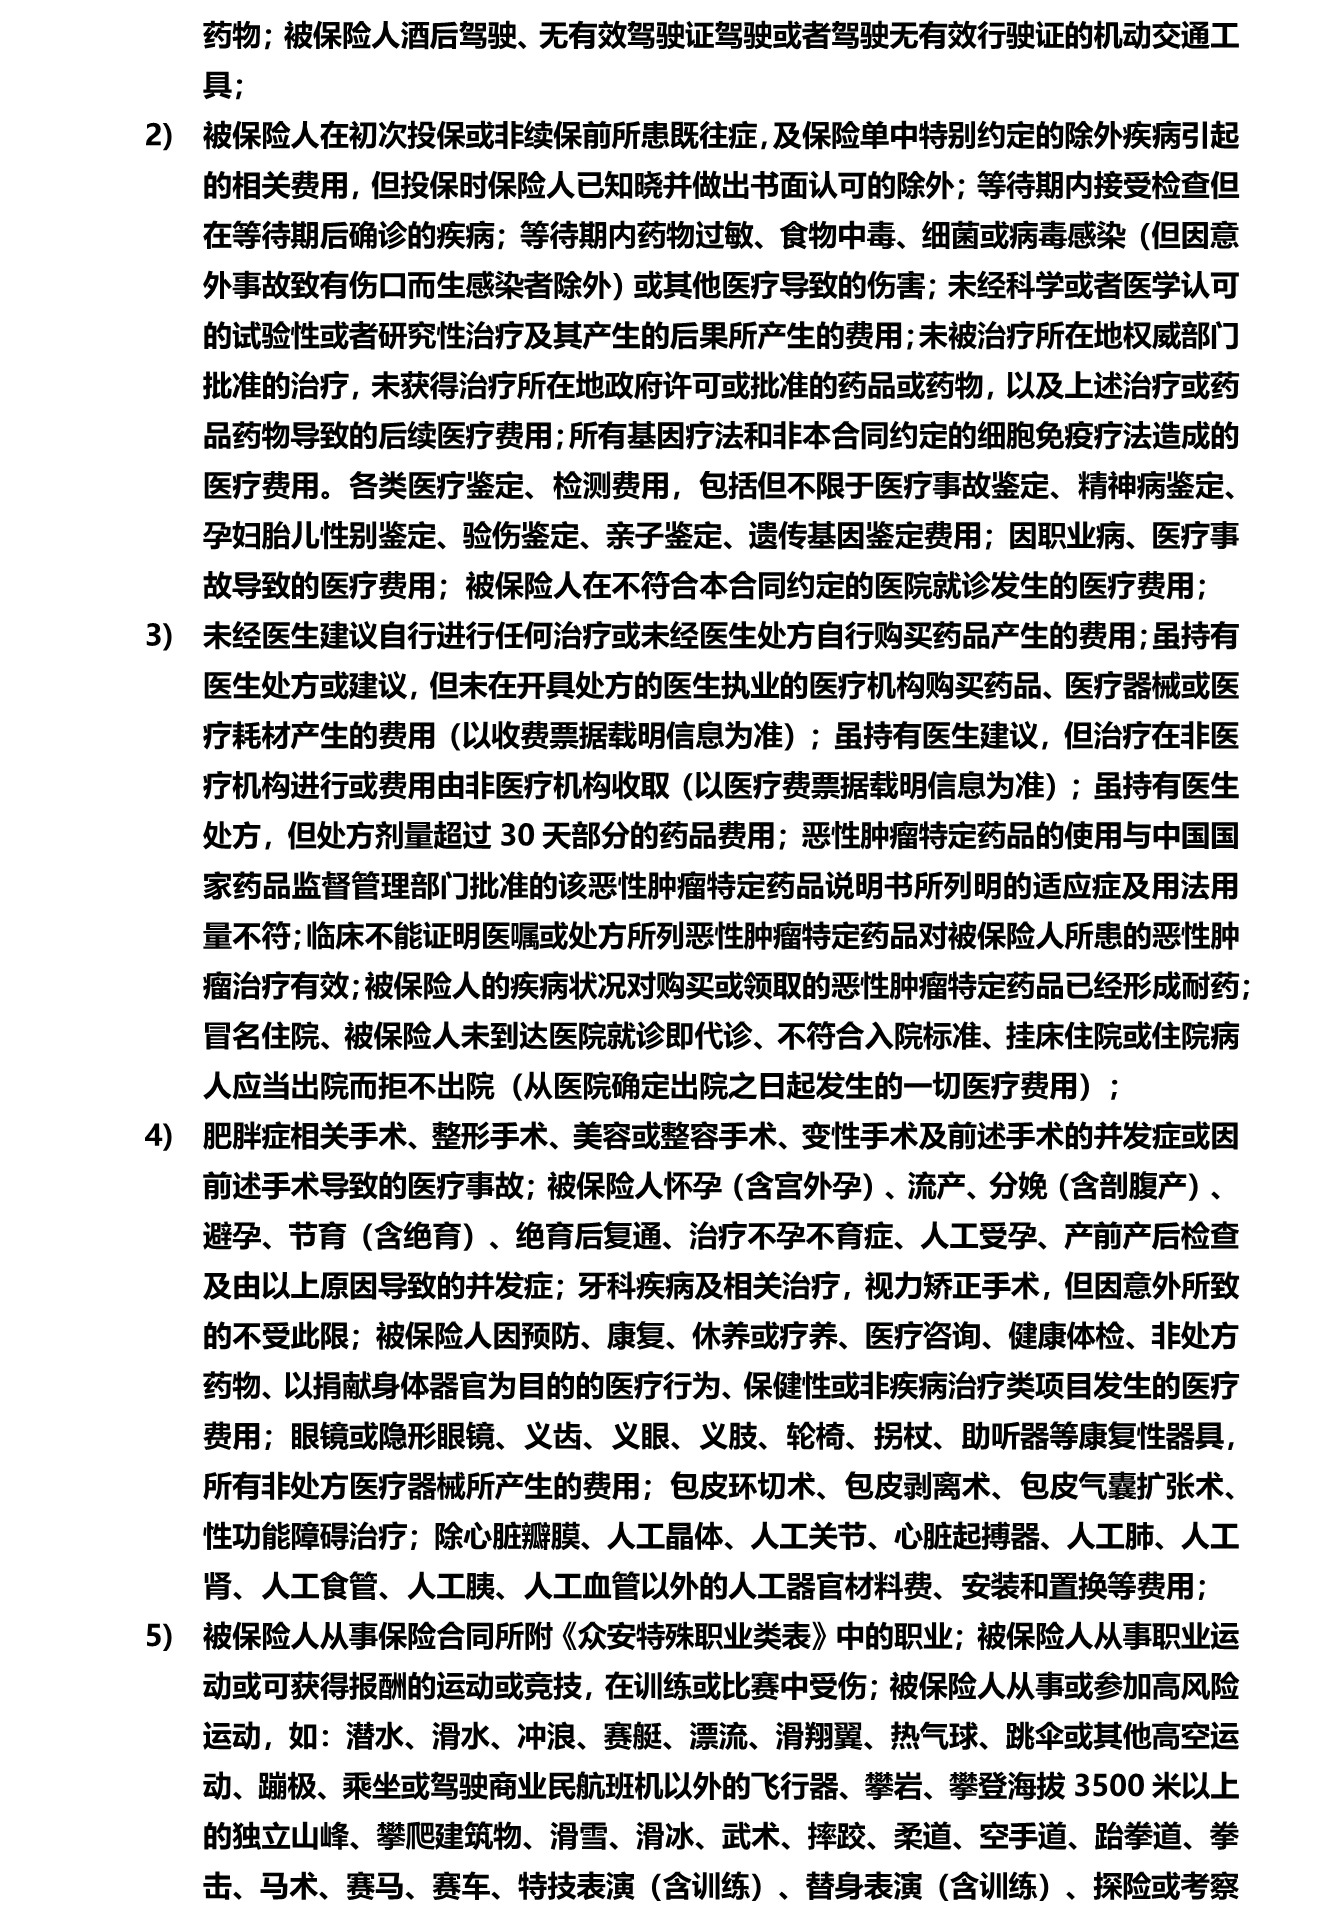 药物；被保险人酒后驾驶、无有效驾驶证驾驶或者驾驶无有效行驶证的机动交通工
具；
2) 被保险人在初次投保或非续保前所患既往症，及保险单中特别约定的除外疾病引起
的相关费用，但投保时保险人已知晓并做出书面认可的除外；等待期内接受检查但
在等待期后确诊的疾病；等待期内药物过敏、食物中毒、细菌或病毒感染（但因意
外事故致有伤口而生感染者除外）或其他医疗导致的伤害；未经科学或者医学认可
的试验性或者研究性治疗及其产生的后果所产生的费用；未被治疗所在地权威部门
批准的治疗，未获得治疗所在地政府许可或批准的药品或药物，以及上述治疗或药
品药物导致的后续医疗费用；所有基因疗法和非本合同约定的细胞免疫疗法造成的
医疗费用。各类医疗鉴定、检测费用，包括但不限于医疗事故鉴定、精神病鉴定、
孕妇胎儿性别鉴定、验伤鉴定、亲子鉴定、遗传基因鉴定费用；因职业病、医疗事
故导致的医疗费用；被保险人在不符合本合同约定的医院就诊发生的医疗费用；
3) 未经医生建议自行进行任何治疗或未经医生处方自行购买药品产生的费用；虽持有
医生处方或建议，但未在开具处方的医生执业的医疗机构购买药品、医疗器械或医
疗耗材产生的费用（以收费票据载明信息为准）；虽持有医生建议，但治疗在非医
疗机构进行或费用由非医疗机构收取（以医疗费票据载明信息为准）；虽持有医生
处方，但处方剂量超过 30 天部分的药品费用；恶性肿瘤特定药品的使用与中国国
家药品监督管理部门批准的该恶性肿瘤特定药品说明书所列明的适应症及用法用
量不符；临床不能证明医嘱或处方所列恶性肿瘤特定药品对被保险人所患的恶性肿
瘤治疗有效；被保险人的疾病状况对购买或领取的恶性肿瘤特定药品已经形成耐药；
冒名住院、被保险人未到达医院就诊即代诊、不符合入院标准、挂床住院或住院病
人应当出院而拒不出院（从医院确定出院之日起发生的一切医疗费用）；
4) 肥胖症相关手术、整形手术、美容或整容手术、变性手术及前述手术的并发症或因
前述手术导致的医疗事故；被保险人怀孕（含宫外孕）、流产、分娩（含剖腹产）、
避孕、节育（含绝育）、绝育后复通、治疗不孕不育症、人工受孕、产前产后检查
及由以上原因导致的并发症；牙科疾病及相关治疗，视力矫正手术，但因意外所致
的不受此限；被保险人因预防、康复、休养或疗养、医疗咨询、健康体检、非处方
药物、以捐献身体器官为目的的医疗行为、保健性或非疾病治疗类项目发生的医疗
费用；眼镜或隐形眼镜、义齿、义眼、义肢、轮椅、拐杖、助听器等康复性器具，
所有非处方医疗器械所产生的费用；包皮环切术、包皮剥离术、包皮气囊扩张术、
性功能障碍治疗；除心脏瓣膜、人工晶体、人工关节、心脏起搏器、人工肺、人工
肾、人工食管、人工胰、人工血管以外的人工器官材料费、安装和置换等费用；
5) 被保险人从事保险合同所附《众安特殊职业类表》中的职业；被保险人从事职业运
动或可获得报酬的运动或竞技，在训练或比赛中受伤；被保险人从事或参加高风险
运动，如：潜水、滑水、冲浪、赛艇、漂流、滑翔翼、热气球、跳伞或其他高空运
动、蹦极、乘坐或驾驶商业民航班机以外的飞行器、攀岩、攀登海拔 3500 米以上
的独立山峰、攀爬建筑物、滑雪、滑冰、武术、摔跤、柔道、空手道、跆拳道、拳
击、马术、赛马、赛车、特技表演（含训练）、替身表演（含训练）、探险或考察